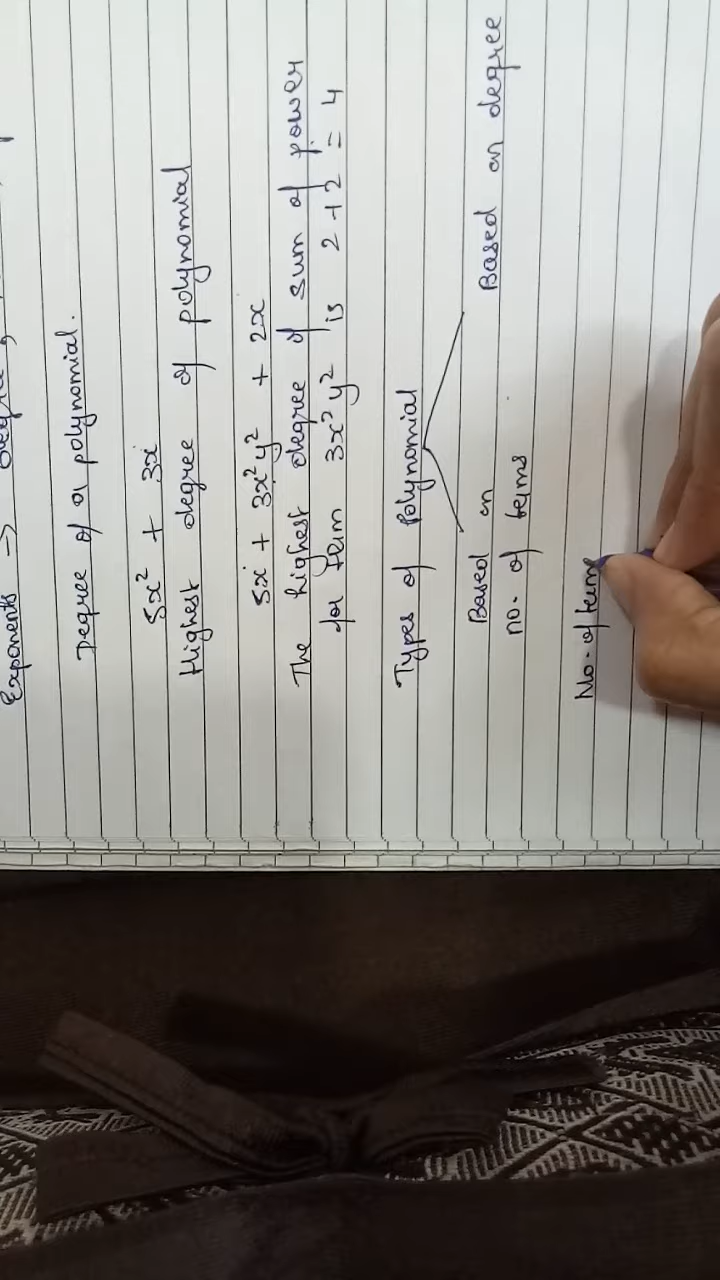 Exponents →
Degree of a polynomial.
5x² + 3x
Highest degree of polynomial
5x + 3x²y² + 2x
The highest degree of sum of power
for term 3x²y² is 2+2 = 4
Types of Polynomial
Based on Based on degree
no. of terms
No. of term